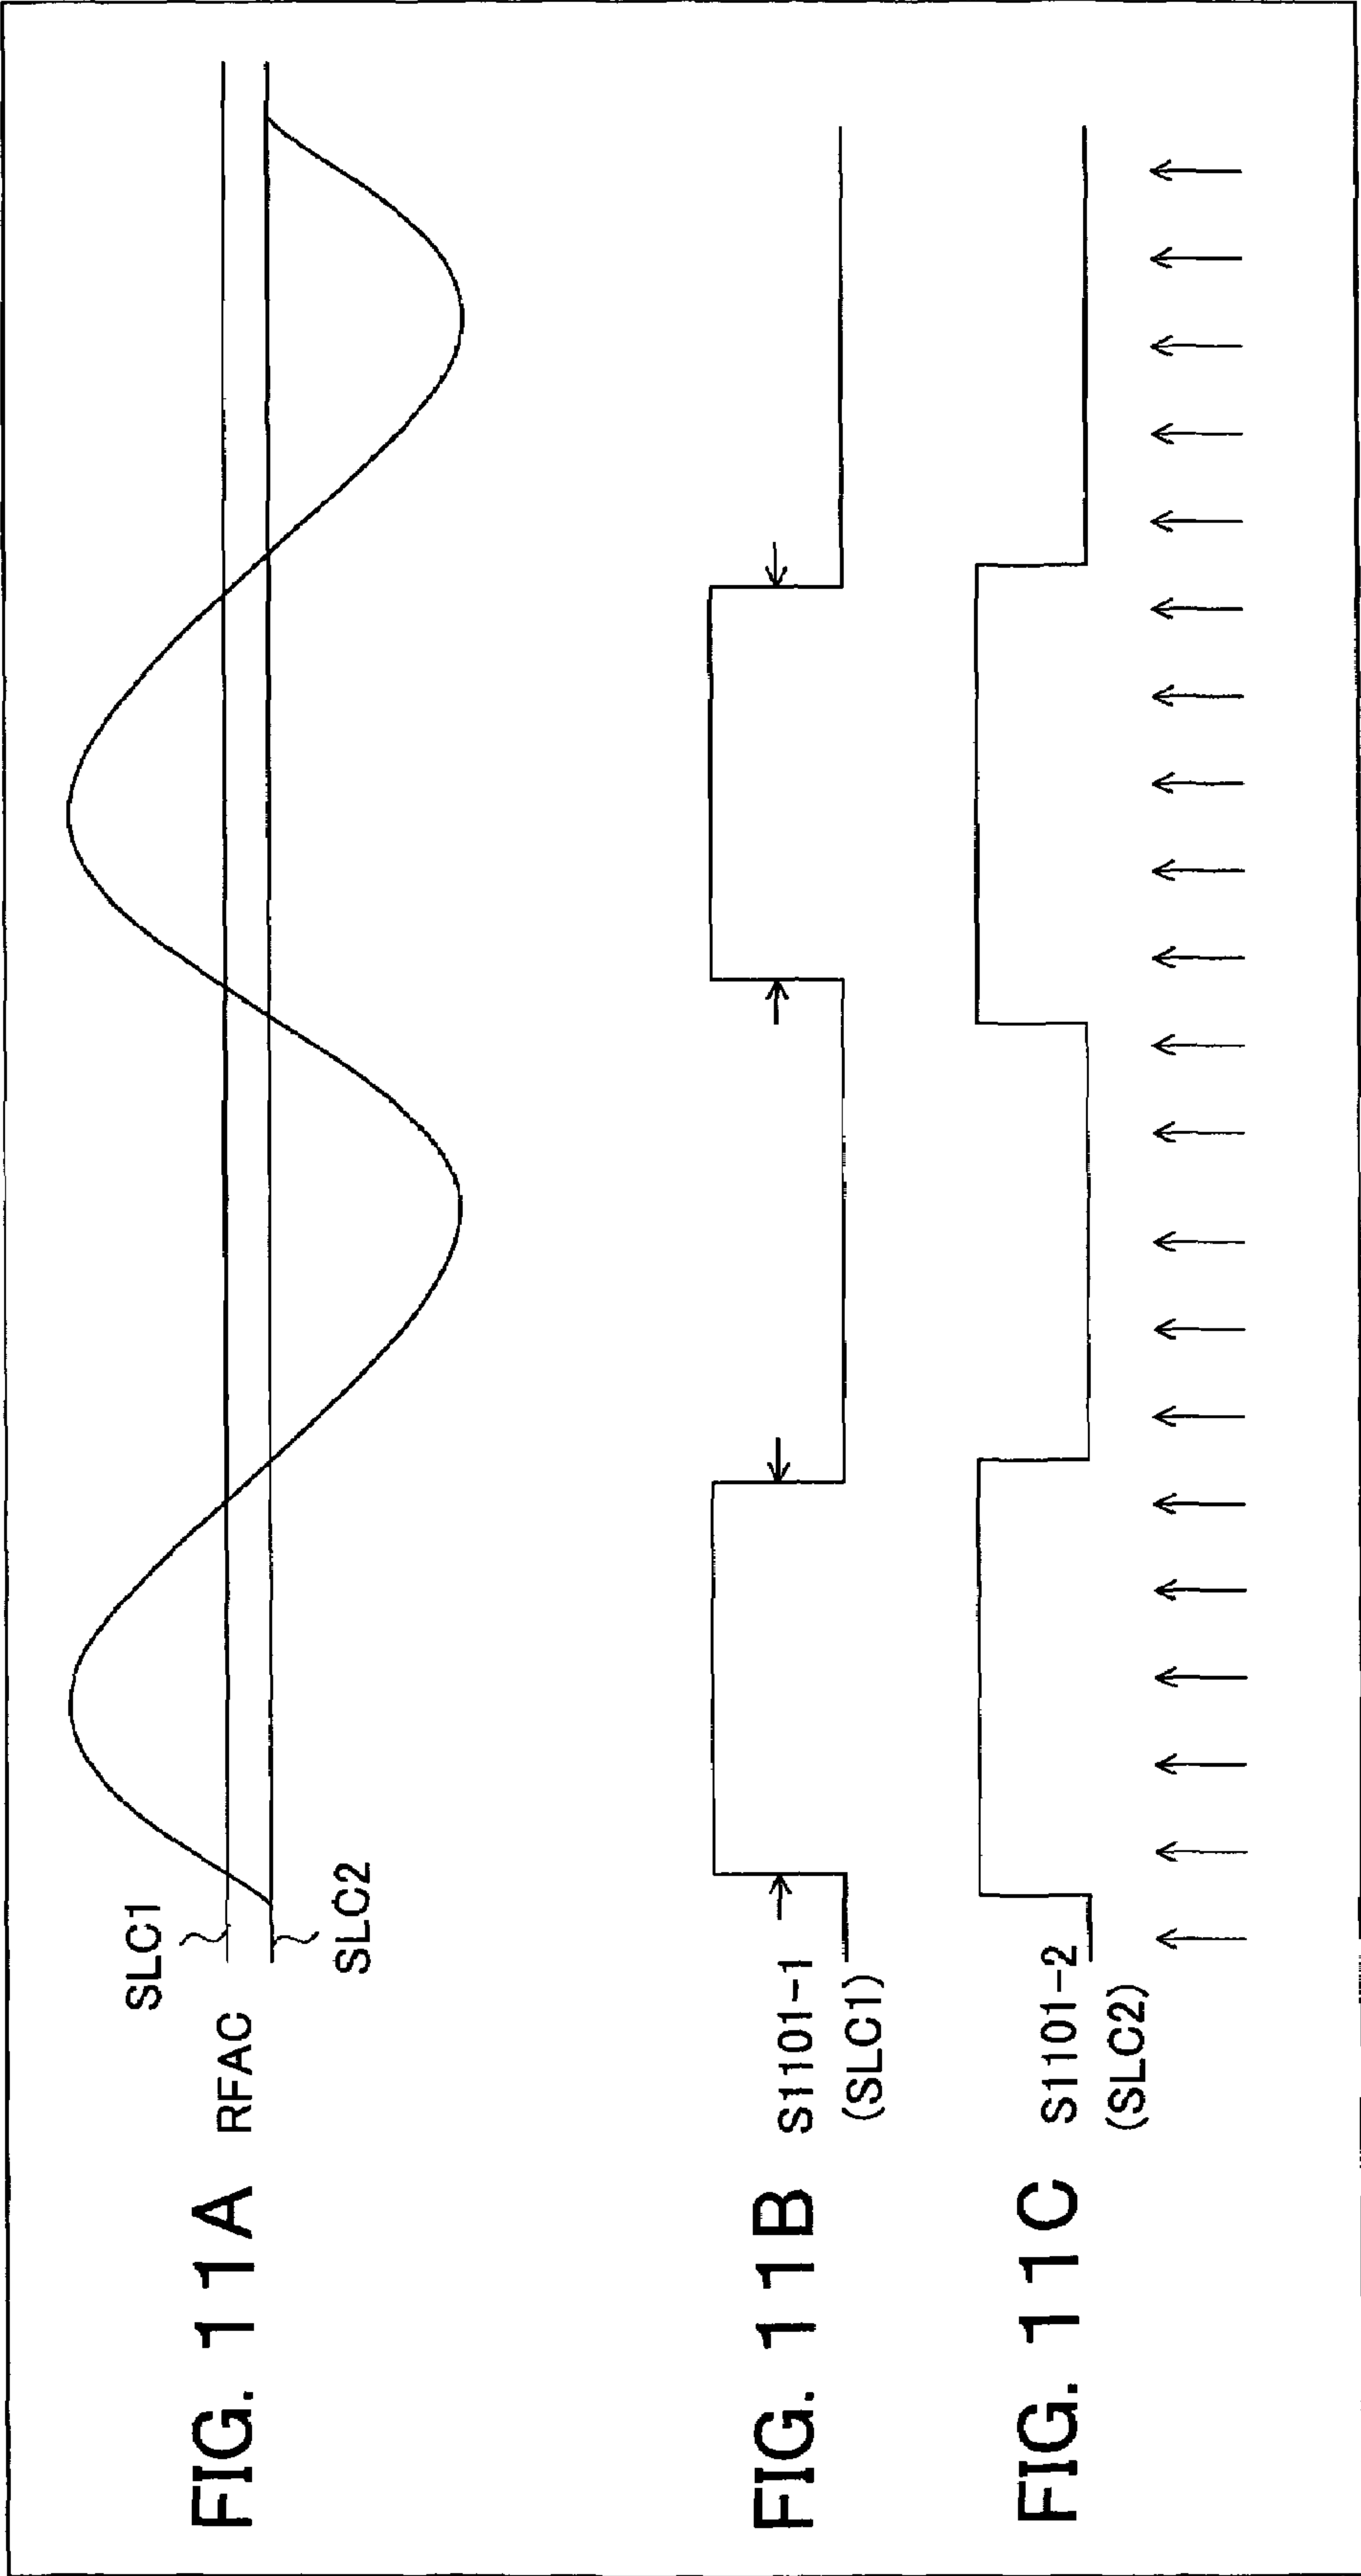 FIG. 11A RFAC
SLC1
SLC2
FIG. 11B S1101-1
(SLC1)
FIG. 11C S1101-2
(SLC2)